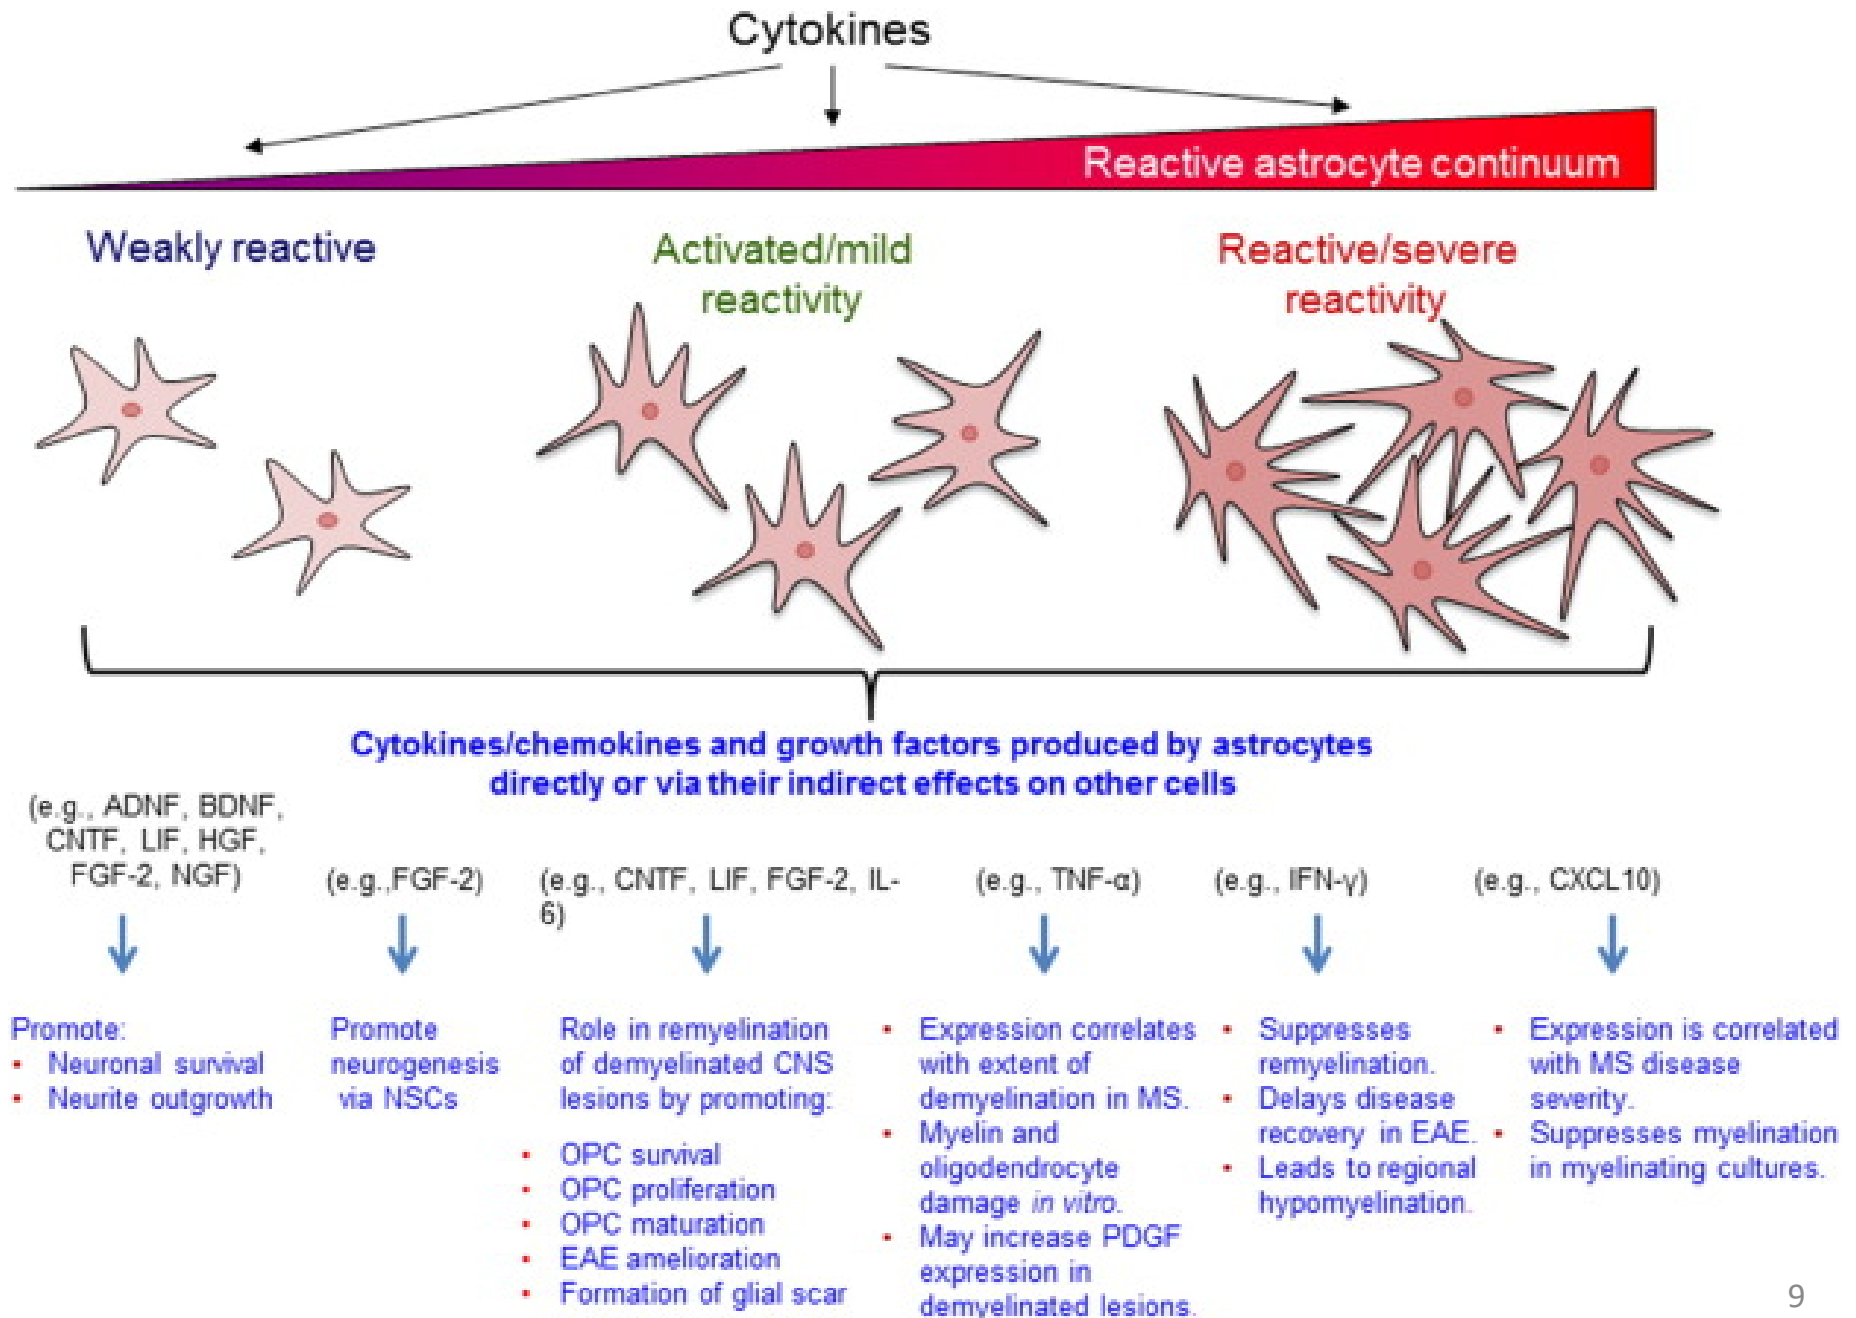 Cytokines
Reactive astrocyte continuum
Weakly reactive
Activated/mild
reactivity
Reactive/severe
reactivity
Cytokines/chemokines and growth factors produced by astrocytes
directly or via their indirect effects on other cells
(e.g., ADNF, BDNF,
CNTF, LIF, HGF,
FGF-2, NGF)
Promote:
• Neuronal survival
• Neurite outgrowth
(e.g.,FGF-2)
Promote
neurogenesis
via NSCs
(e.g., CNTF, LIF, FGF-2, IL-
6)
Role in remyelination
of demyelinated CNS
lesions by promoting:
• OPC survival
• OPC proliferation
• OPC maturation
• EAE amelioration
• Formation of glial scar
(e.g., TNF-α)
• Expression correlates
with extent of
demyelination in MS.
• Myelin and
oligodendrocyte
damage in vitro.
• May increase PDGF
expression in
demyelinated lesions.
(e.g., IFN-γ)
• Suppresses
remyelination.
• Delays disease
recovery in EAE.
• Leads to regional
hypomyelination.
(e.g., CXCL10)
• Expression is correlated
with MS disease
severity.
• Suppresses myelination
in myelinating cultures.
9